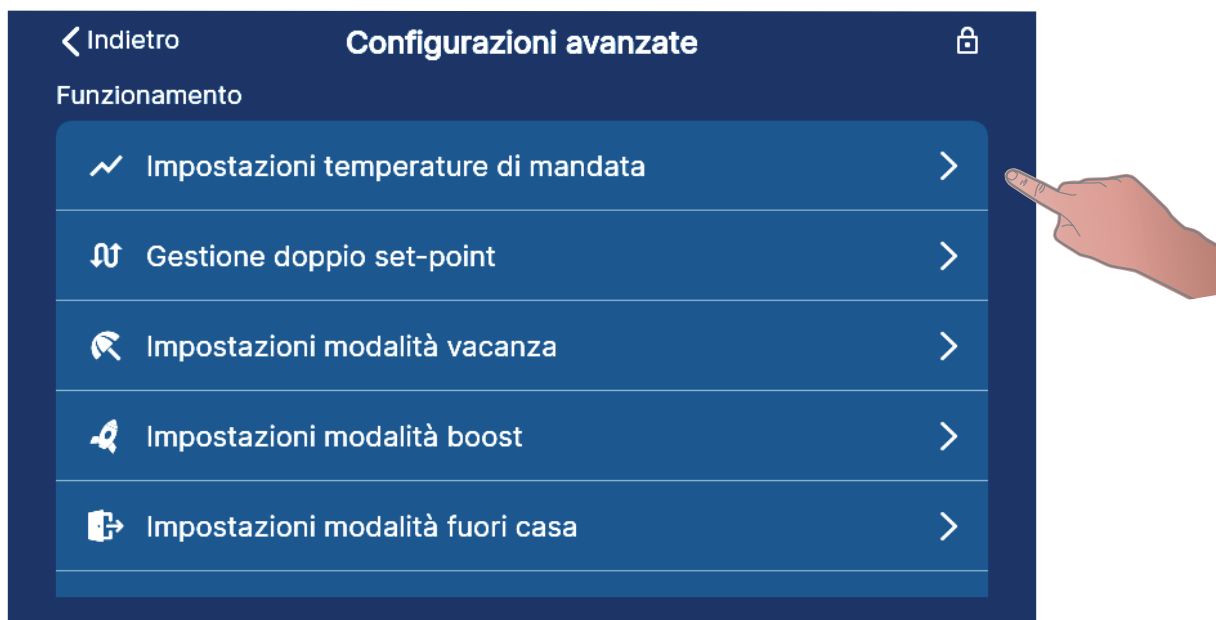 Indietro
Configurazioni avanzate
Funzionamento
Impostazioni temperature di mandata
Gestione doppio set-point
Impostazioni modalità vacanza
Impostazioni modalità boost
Impostazioni modalità fuori casa